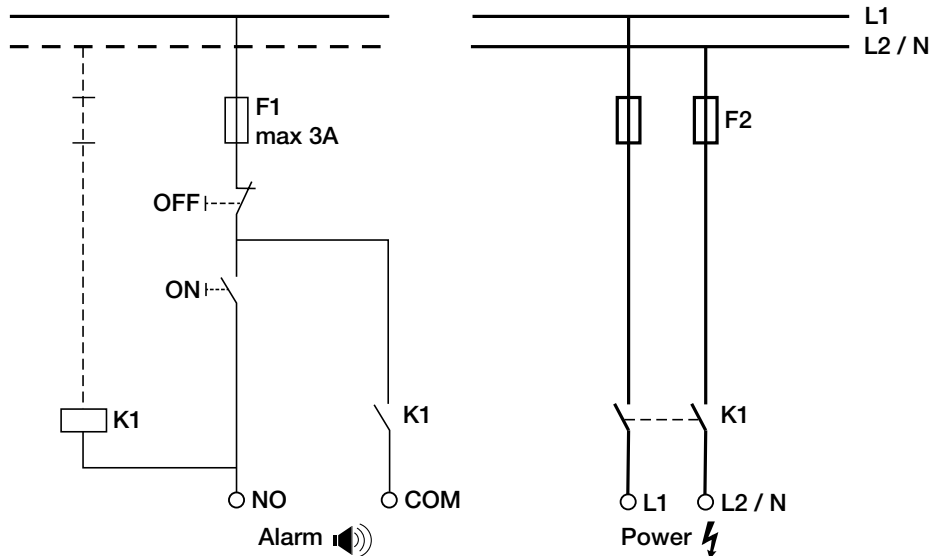 L1
L2 / N
F1
max 3A
F2
OFF
ON
K1
K1
K1
NO
COM
L1
L2 / N
Alarm
Power